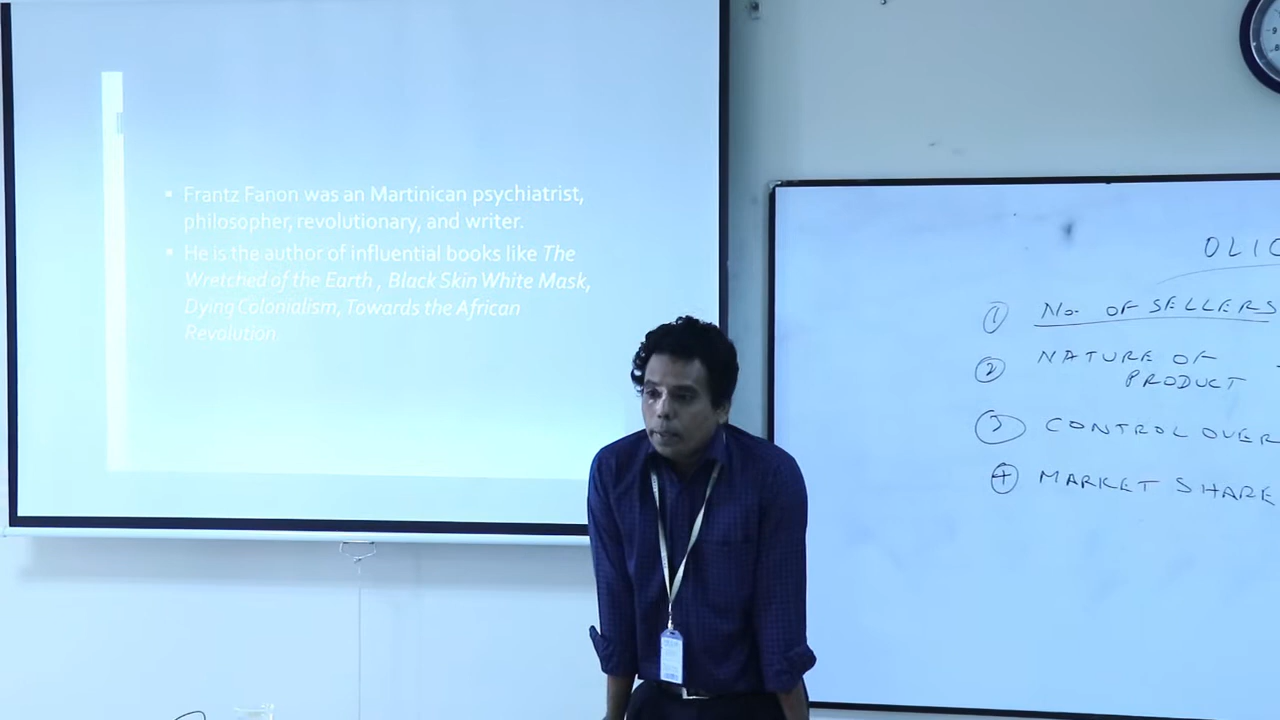 ▪ Frantz Fanon was an Martinican psychiatrist,
philosopher, revolutionary, and writer.
▪ He is the author of influential books like The
Wretched of the Earth , Black Skin White Mask,
Dying Colonialism, Towards the African
Revolution.
OLIG
① No. OF SELLERS
② NATURE OF
PRODUCT
③ CONTROL OVER
④ MARKET SHARE
9
8